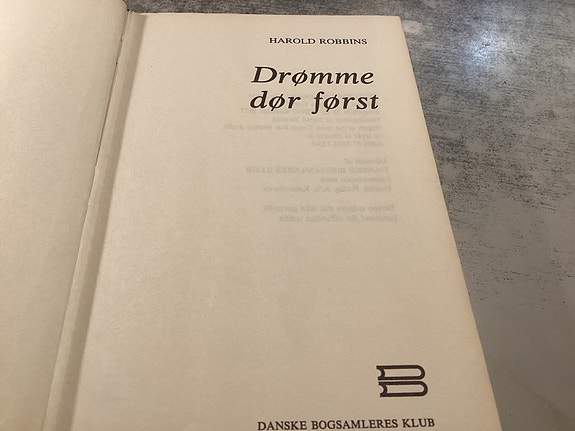 HAROLD ROBBINS
Drømme
dør først
DANSKE BOGSAMLERES KLUB